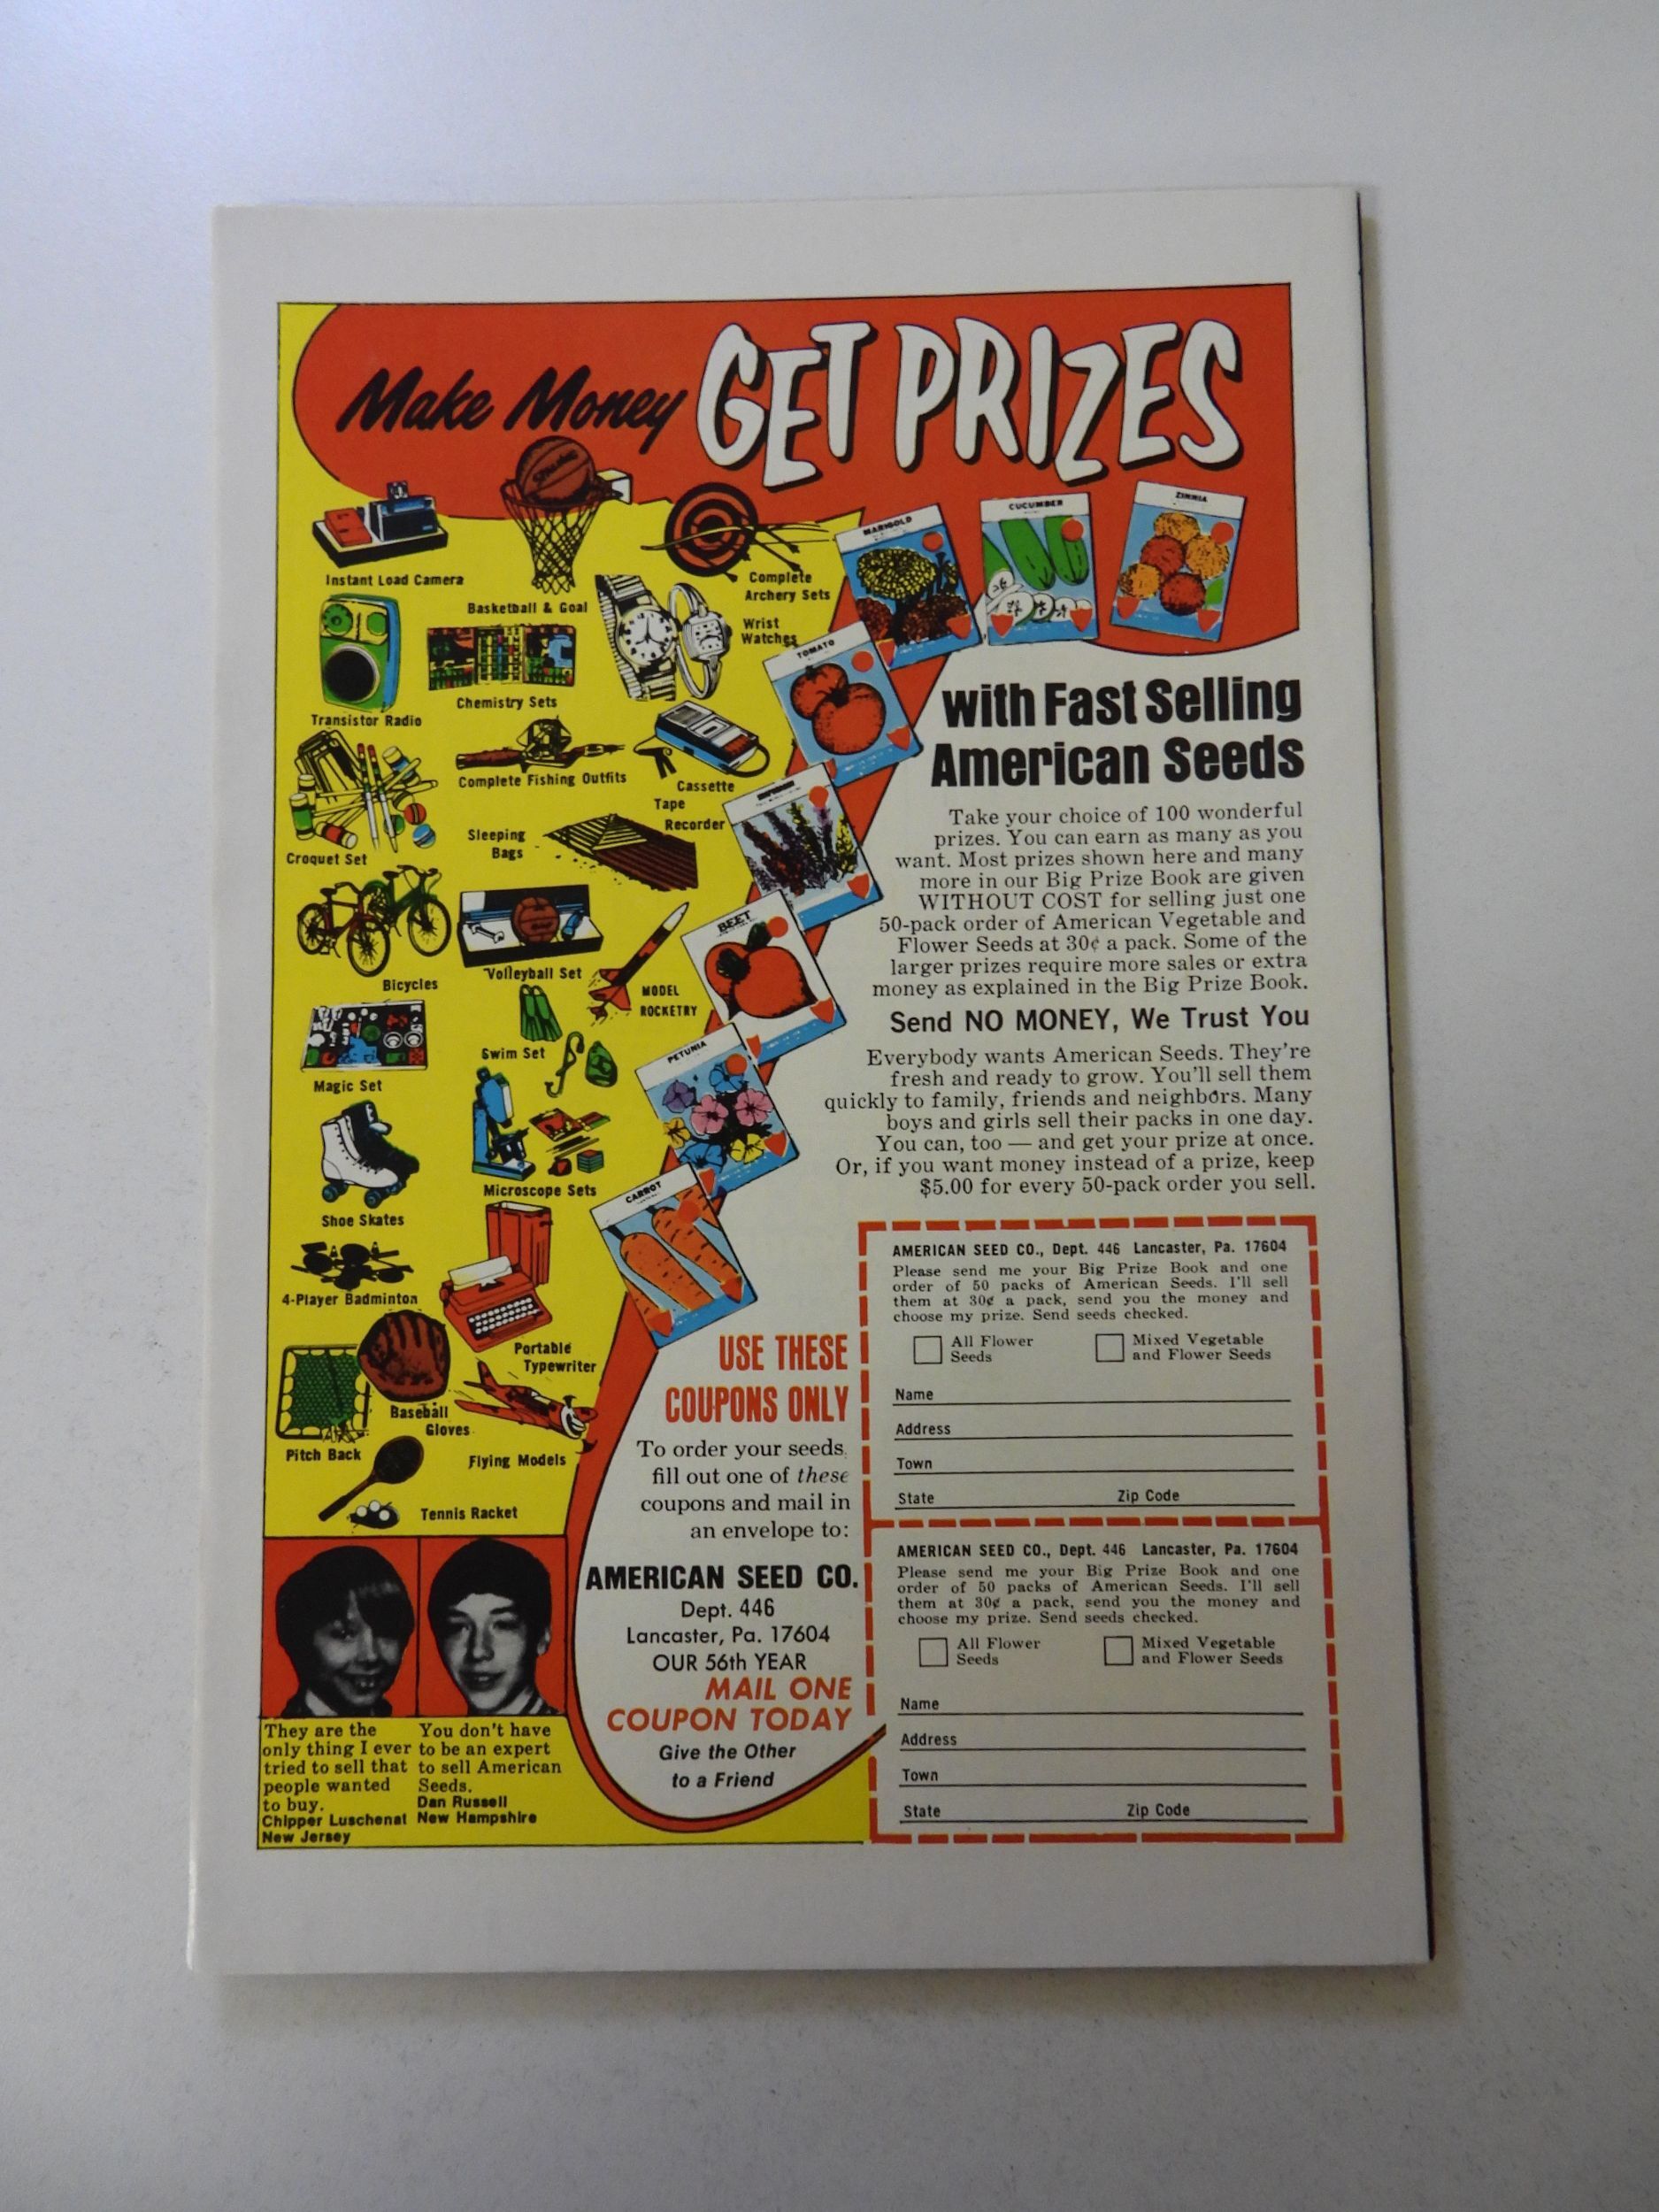 Make Money GET PRIZES
Spalding
Instant Load Camera
Basketball & Goal
Complete
Archery Sets
Wrist
Watches
Transistor Radio
Chemistry Sets
Complete Fishing Outfits
Cassette
Tape
Recorder
Croquet Set
Sleeping
Bags
Bicycles
Volleyball Set
MODEL
ROCKETRY
Magic Set
Swim Set
Shoe Skates
Microscope Sets
4-Player Badminton
Portable
Typewriter
Baseball
Gloves
Pitch Back
Flying Models
Tennis Racket
MARIGOLD
CUCUMBER
ZINNIA
TOMATO
BEET
PETUNIA
CARROT
with Fast Selling
American Seeds
Take your choice of 100 wonderful
prizes. You can earn as many as you
want. Most prizes shown here and many
more in our Big Prize Book are given
WITHOUT COST for selling just one
50-pack order of American Vegetable and
Flower Seeds at 30¢ a pack. Some of the
larger prizes require more sales or extra
money as explained in the Big Prize Book.
Send NO MONEY, We Trust You
Everybody wants American Seeds. They're
fresh and ready to grow. You'll sell them
quickly to family, friends and neighbors. Many
boys and girls sell their packs in one day.
You can, too — and get your prize at once.
Or, if you want money instead of a prize, keep
$5.00 for every 50-pack order you sell.
USE THESE
COUPONS ONLY
To order your seeds
fill out one of these
coupons and mail in
an envelope to:
AMERICAN SEED CO.
Dept. 446
Lancaster, Pa. 17604
OUR 56th YEAR
MAIL ONE
COUPON TODAY
Give the Other
to a Friend
AMERICAN SEED CO., Dept. 446 Lancaster, Pa. 17604
Please send me your Big Prize Book and one
order of 50 packs of American Seeds. I'll sell
them at 30¢ a pack, send you the money and
choose my prize. Send seeds checked.
All Flower
Seeds
Mixed Vegetable
and Flower Seeds
Name
Address
Town
State Zip Code
AMERICAN SEED CO., Dept. 446 Lancaster, Pa. 17604
Please send me your Big Prize Book and one
order of 50 packs of American Seeds. I'll sell
them at 30¢ a pack, send you the money and
choose my prize. Send seeds checked.
All Flower
Seeds
Mixed Vegetable
and Flower Seeds
Name
Address
Town
State Zip Code
They are the
only thing I ever
tried to sell that
people wanted
to buy.
Chipper Luschenat
New Jersey
You don't have
to be an expert
to sell American
Seeds.
Dan Russell
New Hampshire